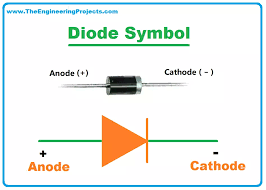 www.TheEngineeringProjects.com
Diode Symbol
Anode (+) Cathode ( – )
+ -
Anode Cathode